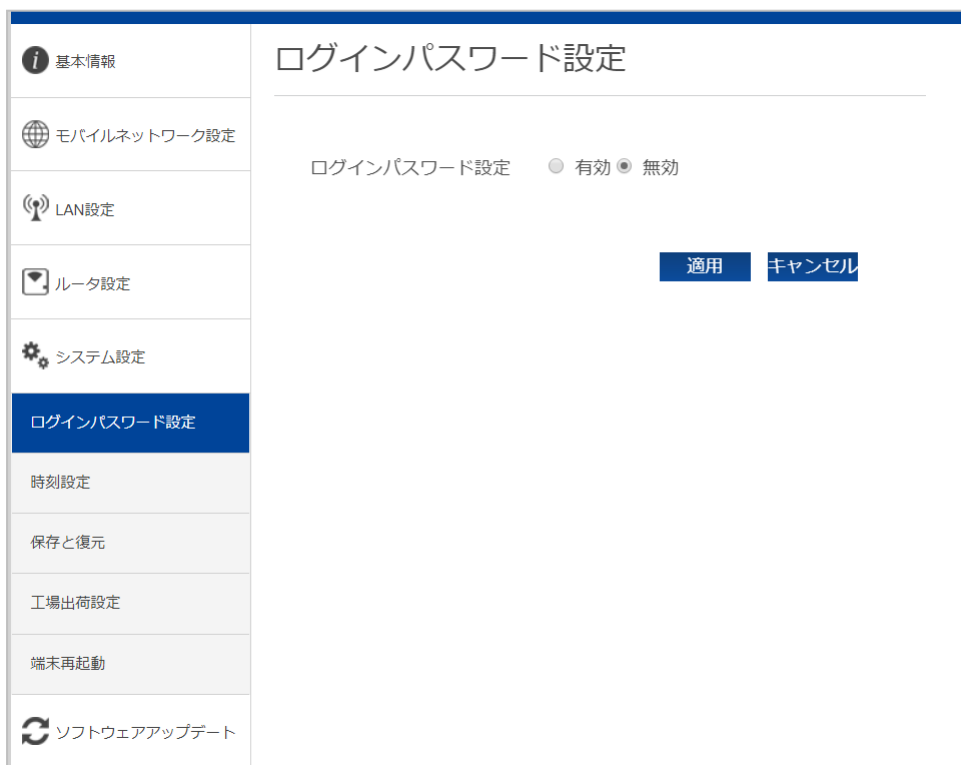 基本情報
モバイルネットワーク設定
LAN設定
ルータ設定
システム設定
ログインパスワード設定
時刻設定
保存と復元
工場出荷設定
端末再起動
ソフトウェアアップデート
ログインパスワード設定
ログインパスワード設定 有効 無効
適用 キャンセル